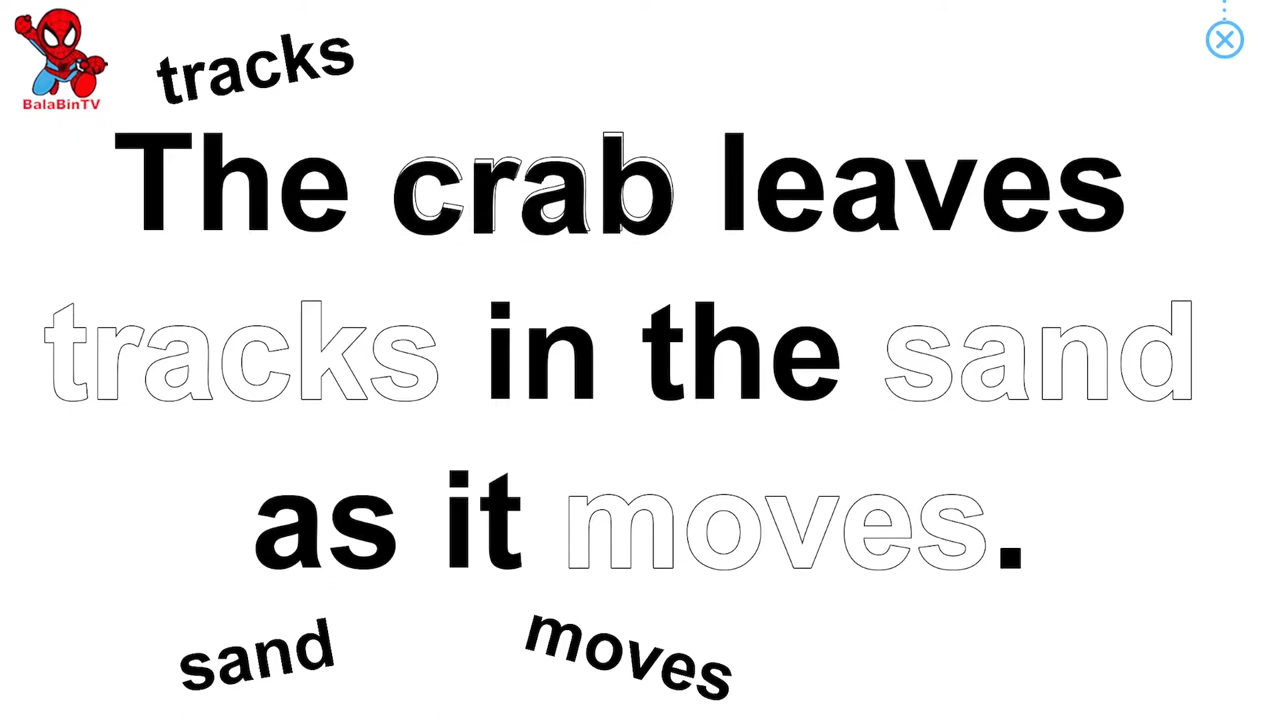 BalaBinTV
tracks
The crab leaves
tracks in the sand
as it moves.
sand
moves